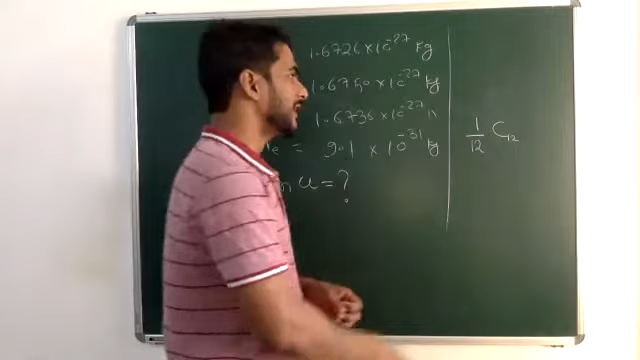 1.6726 × 10⁻²⁷ Kg
1.6750 × 10⁻²⁷ kg
1.6736 × 10⁻²⁷
e = 9.1 × 10⁻³¹ kg
n u = ?
1/12 C₁₂